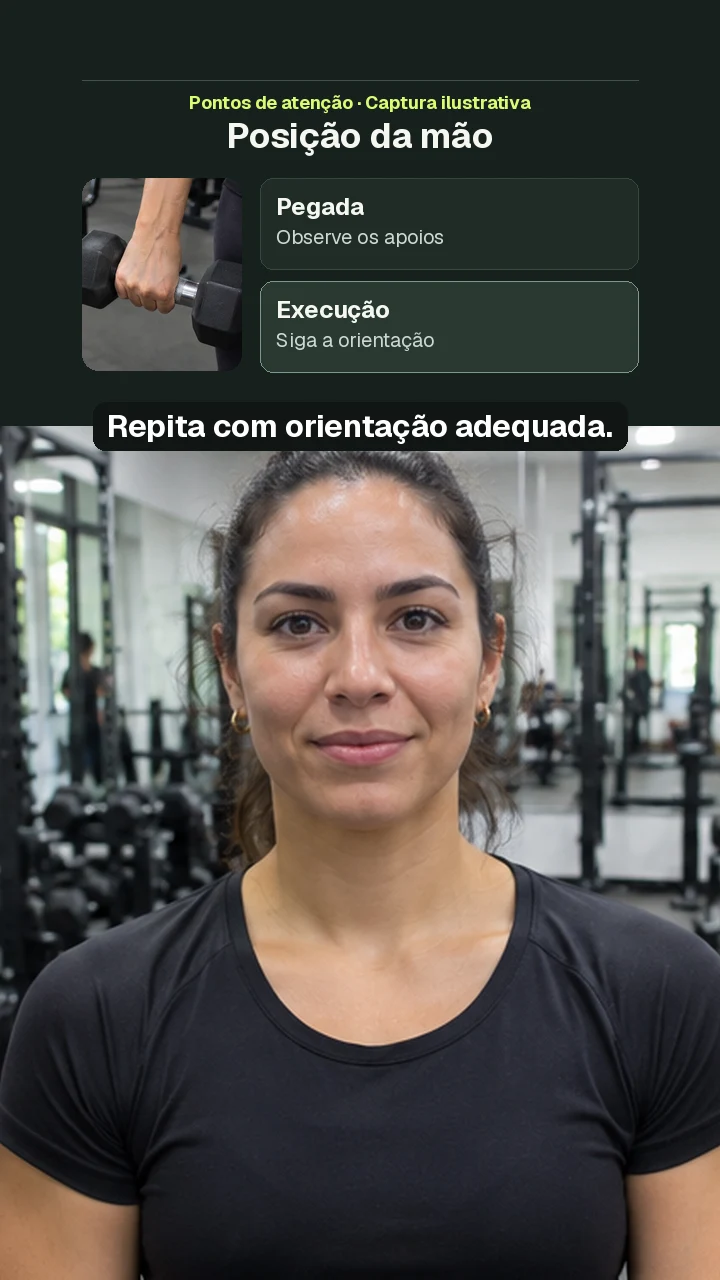 Pontos de atenção · Captura ilustrativa
Posição da mão
Pegada
Observe os apoios
Execução
Siga a orientação
Repita com orientação adequada.